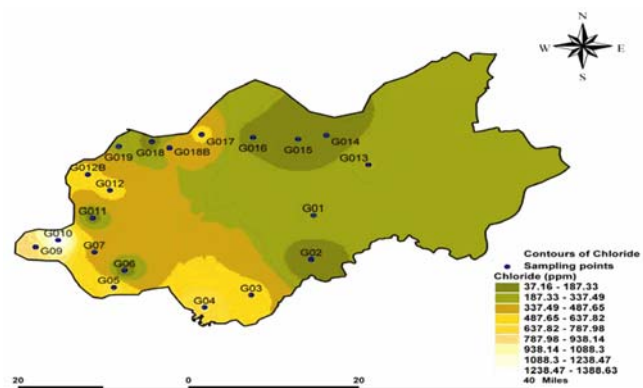 N
W E
S
G017
G018
G018B
G019
G016
G015
G014
G013
G012B
G012
G011
G01
G010
G09
G07
G06
G05
G02
G03
G04
Contours of Chloride
Sampling points
Chloride (ppm)
37.16 - 187.33
187.33 - 337.49
337.49 - 487.65
487.65 - 637.82
637.82 - 787.98
787.98 - 938.14
938.14 - 1088.3
1088.3 - 1238.47
1238.47 - 1388.63
20 0 20 40 Miles